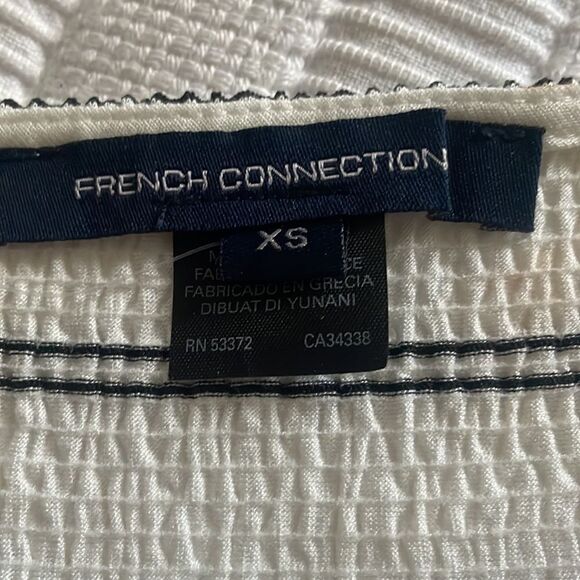 FRENCH CONNECTION
XS
FABRICADO EN GRECIA
DIBUAT DI YUNANI
RN 53372 CA34338